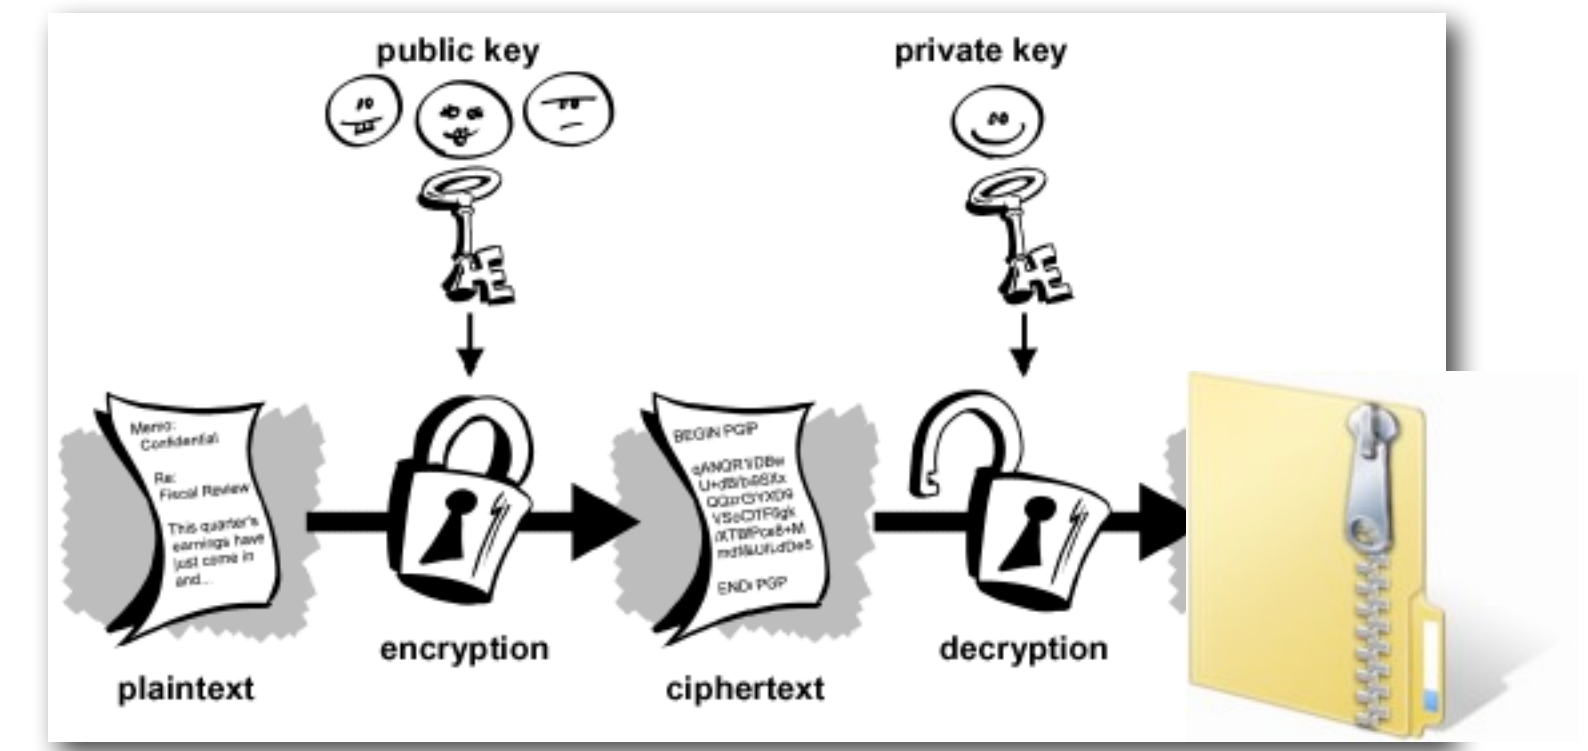 public key
private key
Memo:
Confidential
Re:
Fiscal Review
This quarter's
earnings have
just come in
and...
BEGIN PGP
END PGP
encryption
decryption
plaintext
ciphertext